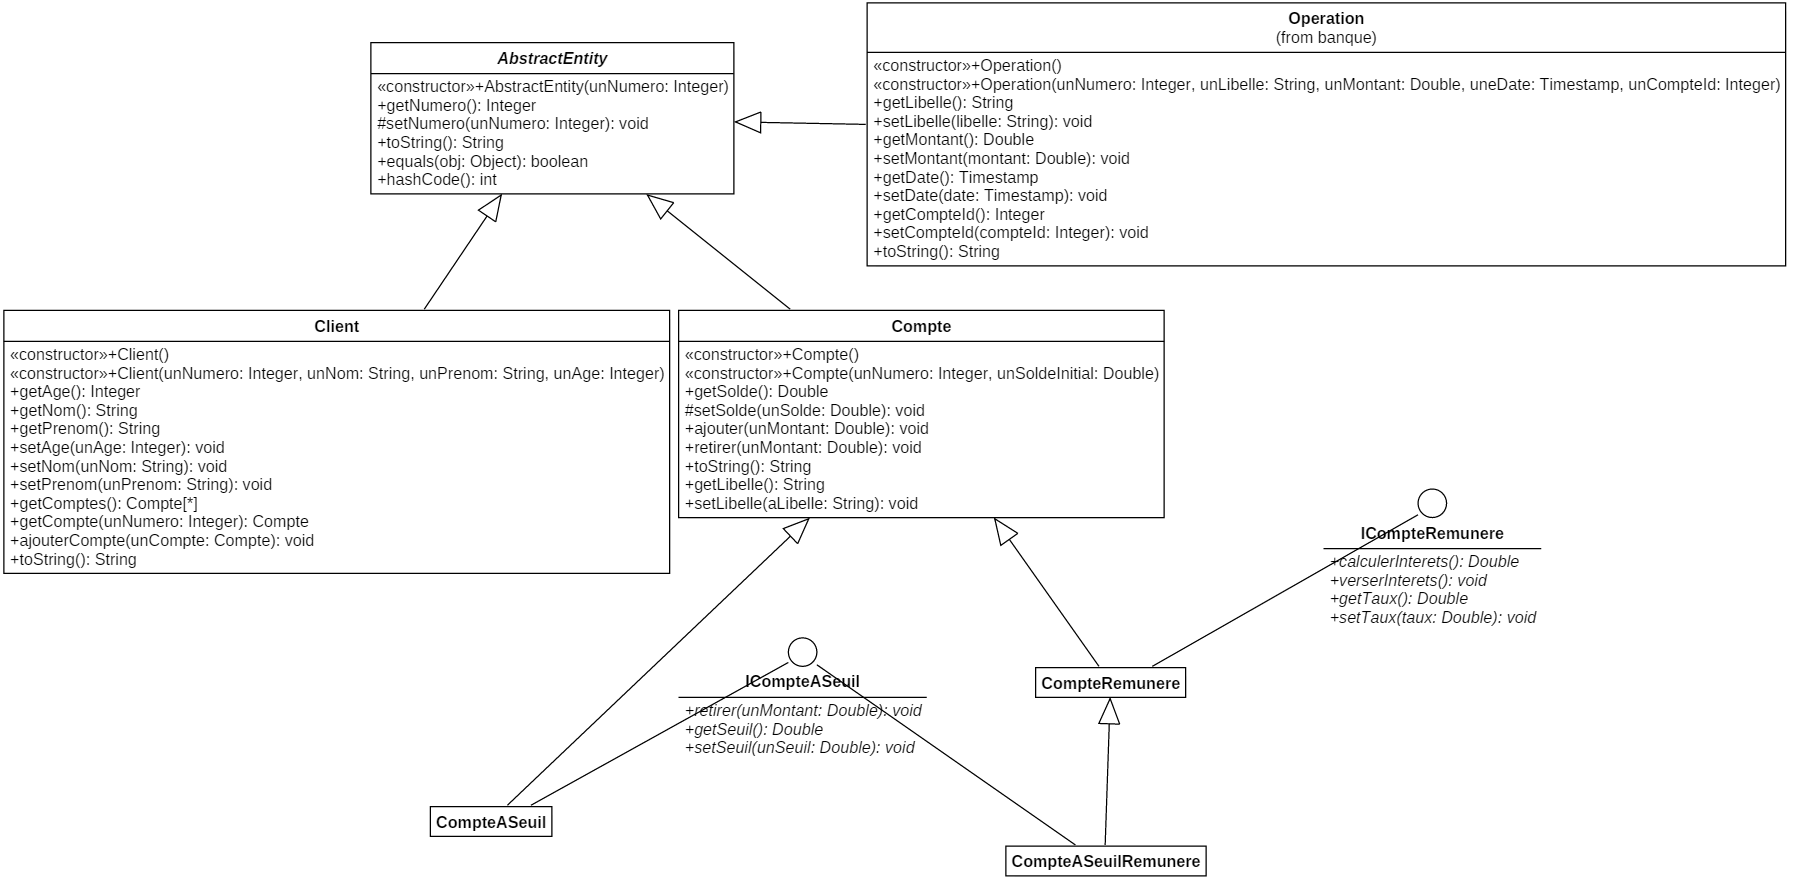 AbstractEntity
«constructor»+AbstractEntity(unNumero: Integer)
+getNumero(): Integer
#setNumero(unNumero: Integer): void
+toString(): String
+equals(obj: Object): boolean
+hashCode(): int
Operation
(from banque)
«constructor»+Operation()
«constructor»+Operation(unNumero: Integer, unLibelle: String, unMontant: Double, uneDate: Timestamp, unCompteId: Integer)
+getLibelle(): String
+setLibelle(libelle: String): void
+getMontant(): Double
+setMontant(montant: Double): void
+getDate(): Timestamp
+setDate(date: Timestamp): void
+getCompteId(): Integer
+setCompteId(compteId: Integer): void
+toString(): String
Client
«constructor»+Client()
«constructor»+Client(unNumero: Integer, unNom: String, unPrenom: String, unAge: Integer)
+getAge(): Integer
+getNom(): String
+getPrenom(): String
+setAge(unAge: Integer): void
+setNom(unNom: String): void
+setPrenom(unPrenom: String): void
+getComptes(): Compte[*]
+getCompte(unNumero: Integer): Compte
+ajouterCompte(unCompte: Compte): void
+toString(): String
Compte
«constructor»+Compte()
«constructor»+Compte(unNumero: Integer, unSoldeInitial: Double)
+getSolde(): Double
#setSolde(unSolde: Double): void
+ajouter(unMontant: Double): void
+retirer(unMontant: Double): void
+toString(): String
+getLibelle(): String
+setLibelle(aLibelle: String): void
ICompteRemunere
+calculerInterets(): Double
+verserInterets(): void
+getTaux(): Double
+setTaux(taux: Double): void
ICompteASeuil
+retirer(unMontant: Double): void
+getSeuil(): Double
+setSeuil(unSeuil: Double): void
CompteRemunere
CompteASeuil
CompteASeuilRemunere